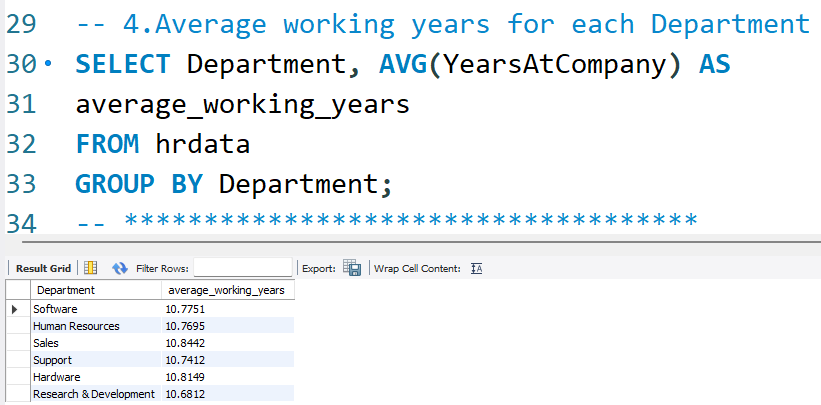 29 -- 4.Average working years for each Department
30 SELECT Department, AVG(YearsAtCompany) AS
31 average_working_years
32 FROM hrdata
33 GROUP BY Department;
34 -- ************************************
Result Grid Filter Rows: Export: Wrap Cell Content: IA
Department average_working_years
Software 10.7751
Human Resources 10.7695
Sales 10.8442
Support 10.7412
Hardware 10.8149
Research & Development 10.6812